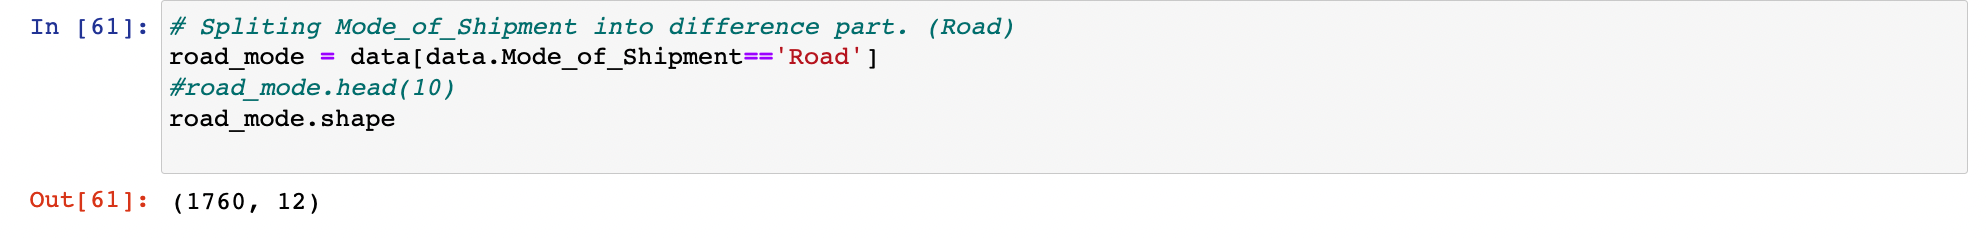 In [61]: # Spliting Mode_of_Shipment into difference part. (Road)
road_mode = data[data.Mode_of_Shipment=='Road']
#road_mode.head(10)
road_mode.shape
Out[61]: (1760, 12)